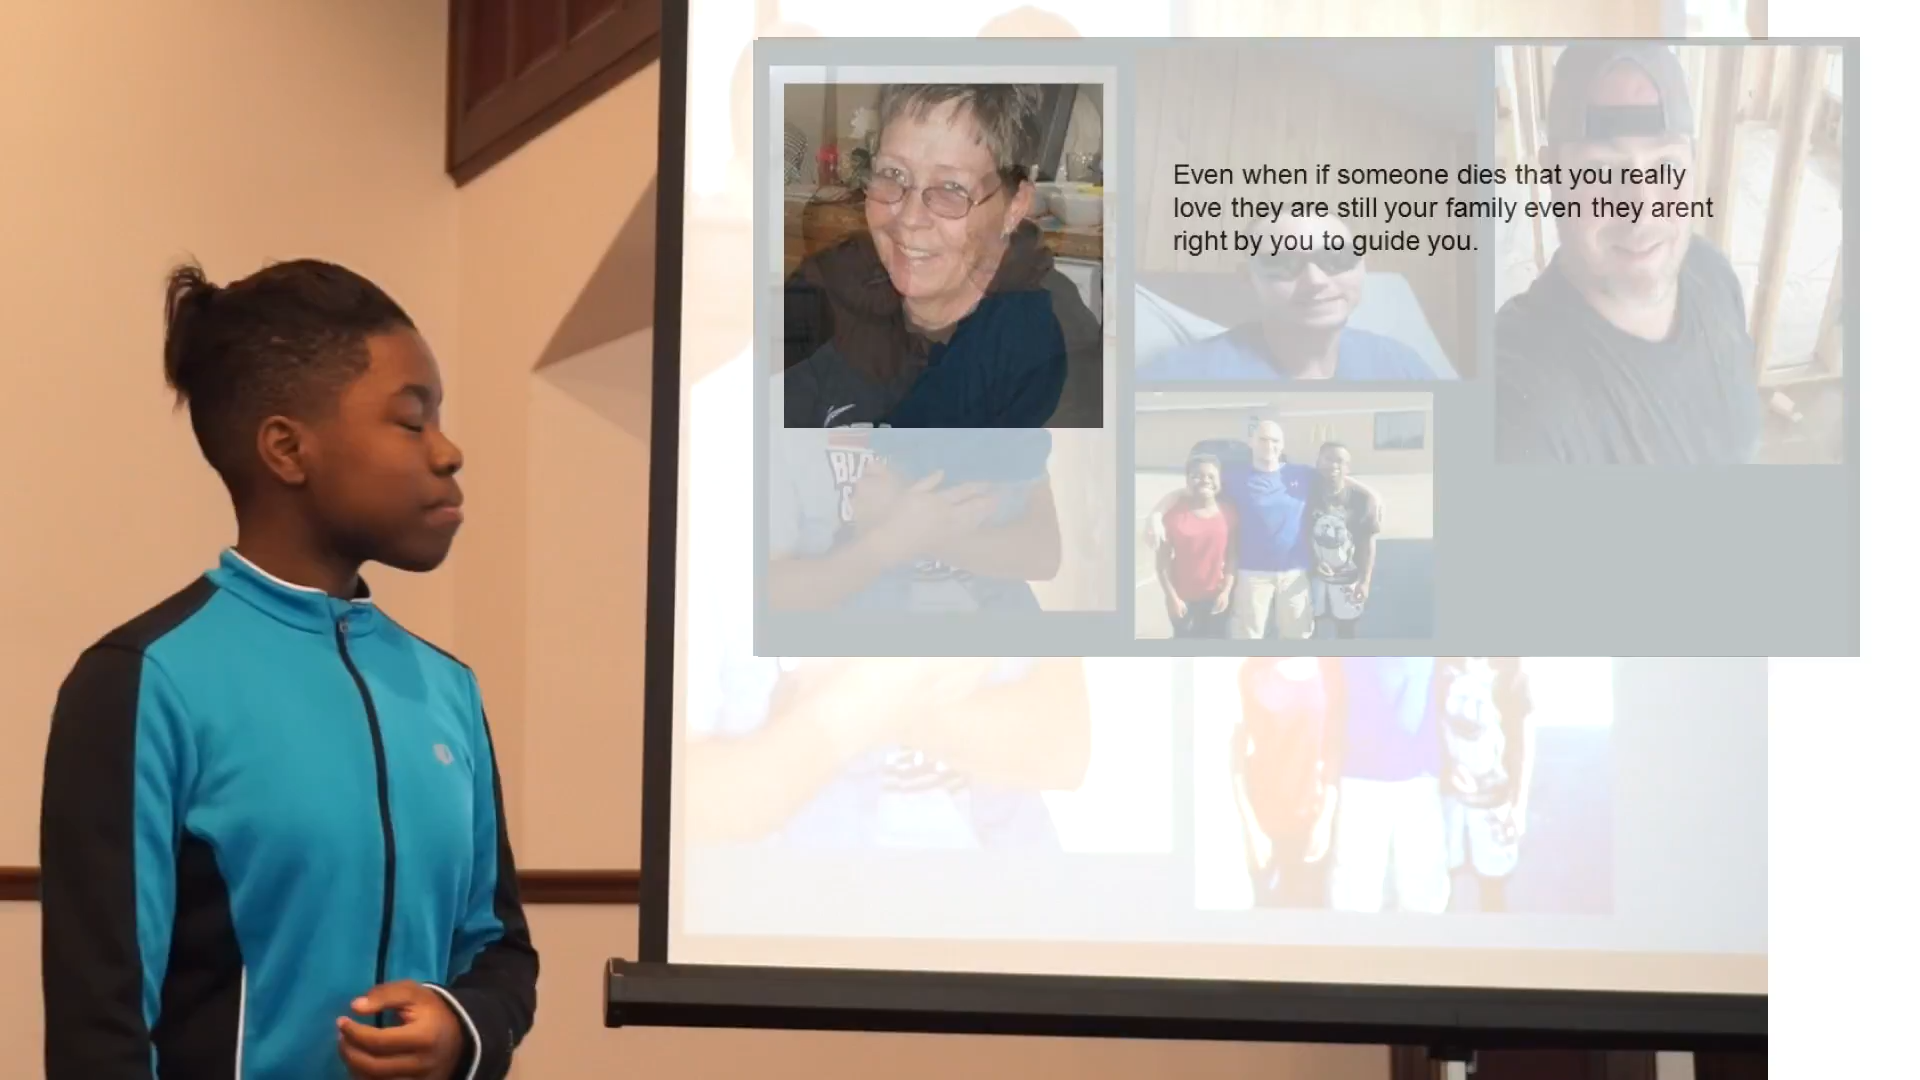 Even when if someone dies that you really
love they are still your family even they arent
right by you to guide you.